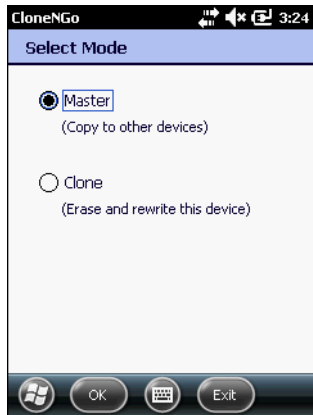 CloneNGo 3:24
Select Mode
Master
(Copy to other devices)
Clone
(Erase and rewrite this device)
OK Exit